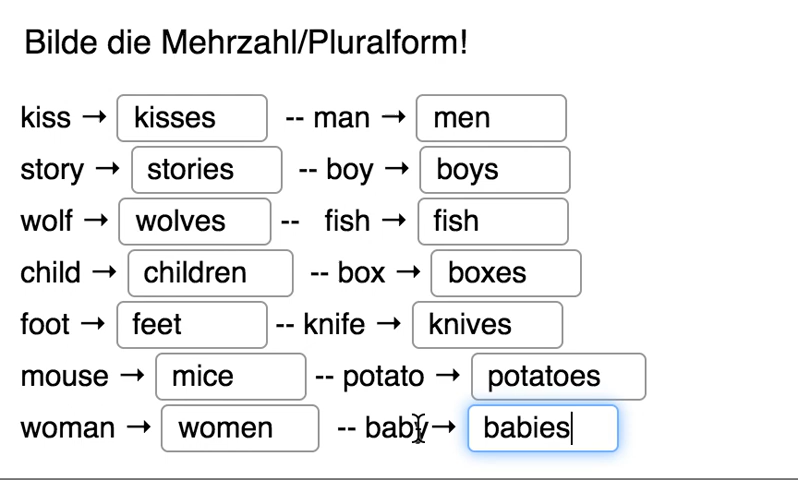 Bilde die Mehrzahl/Pluralform!
kiss → kisses -- man → men
story → stories -- boy → boys
wolf → wolves -- fish → fish
child → children -- box → boxes
foot → feet -- knife → knives
mouse → mice -- potato → potatoes
woman → women -- baby→ babies